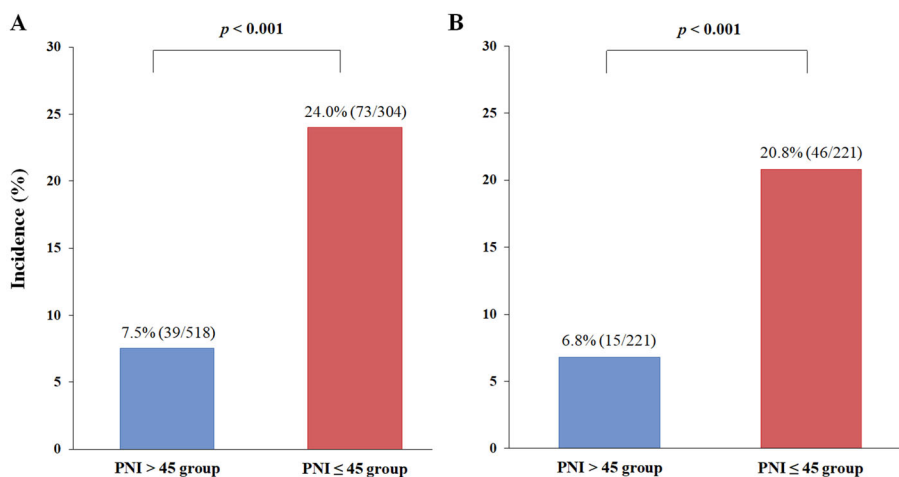 A
p < 0.001
30
25
20
15
10
5
0
Incidence (%)
24.0% (73/304)
7.5% (39/518)
PNI > 45 group
PNI ≤ 45 group
B
p < 0.001
30
25
20
15
10
5
0
20.8% (46/221)
6.8% (15/221)
PNI > 45 group
PNI ≤ 45 group